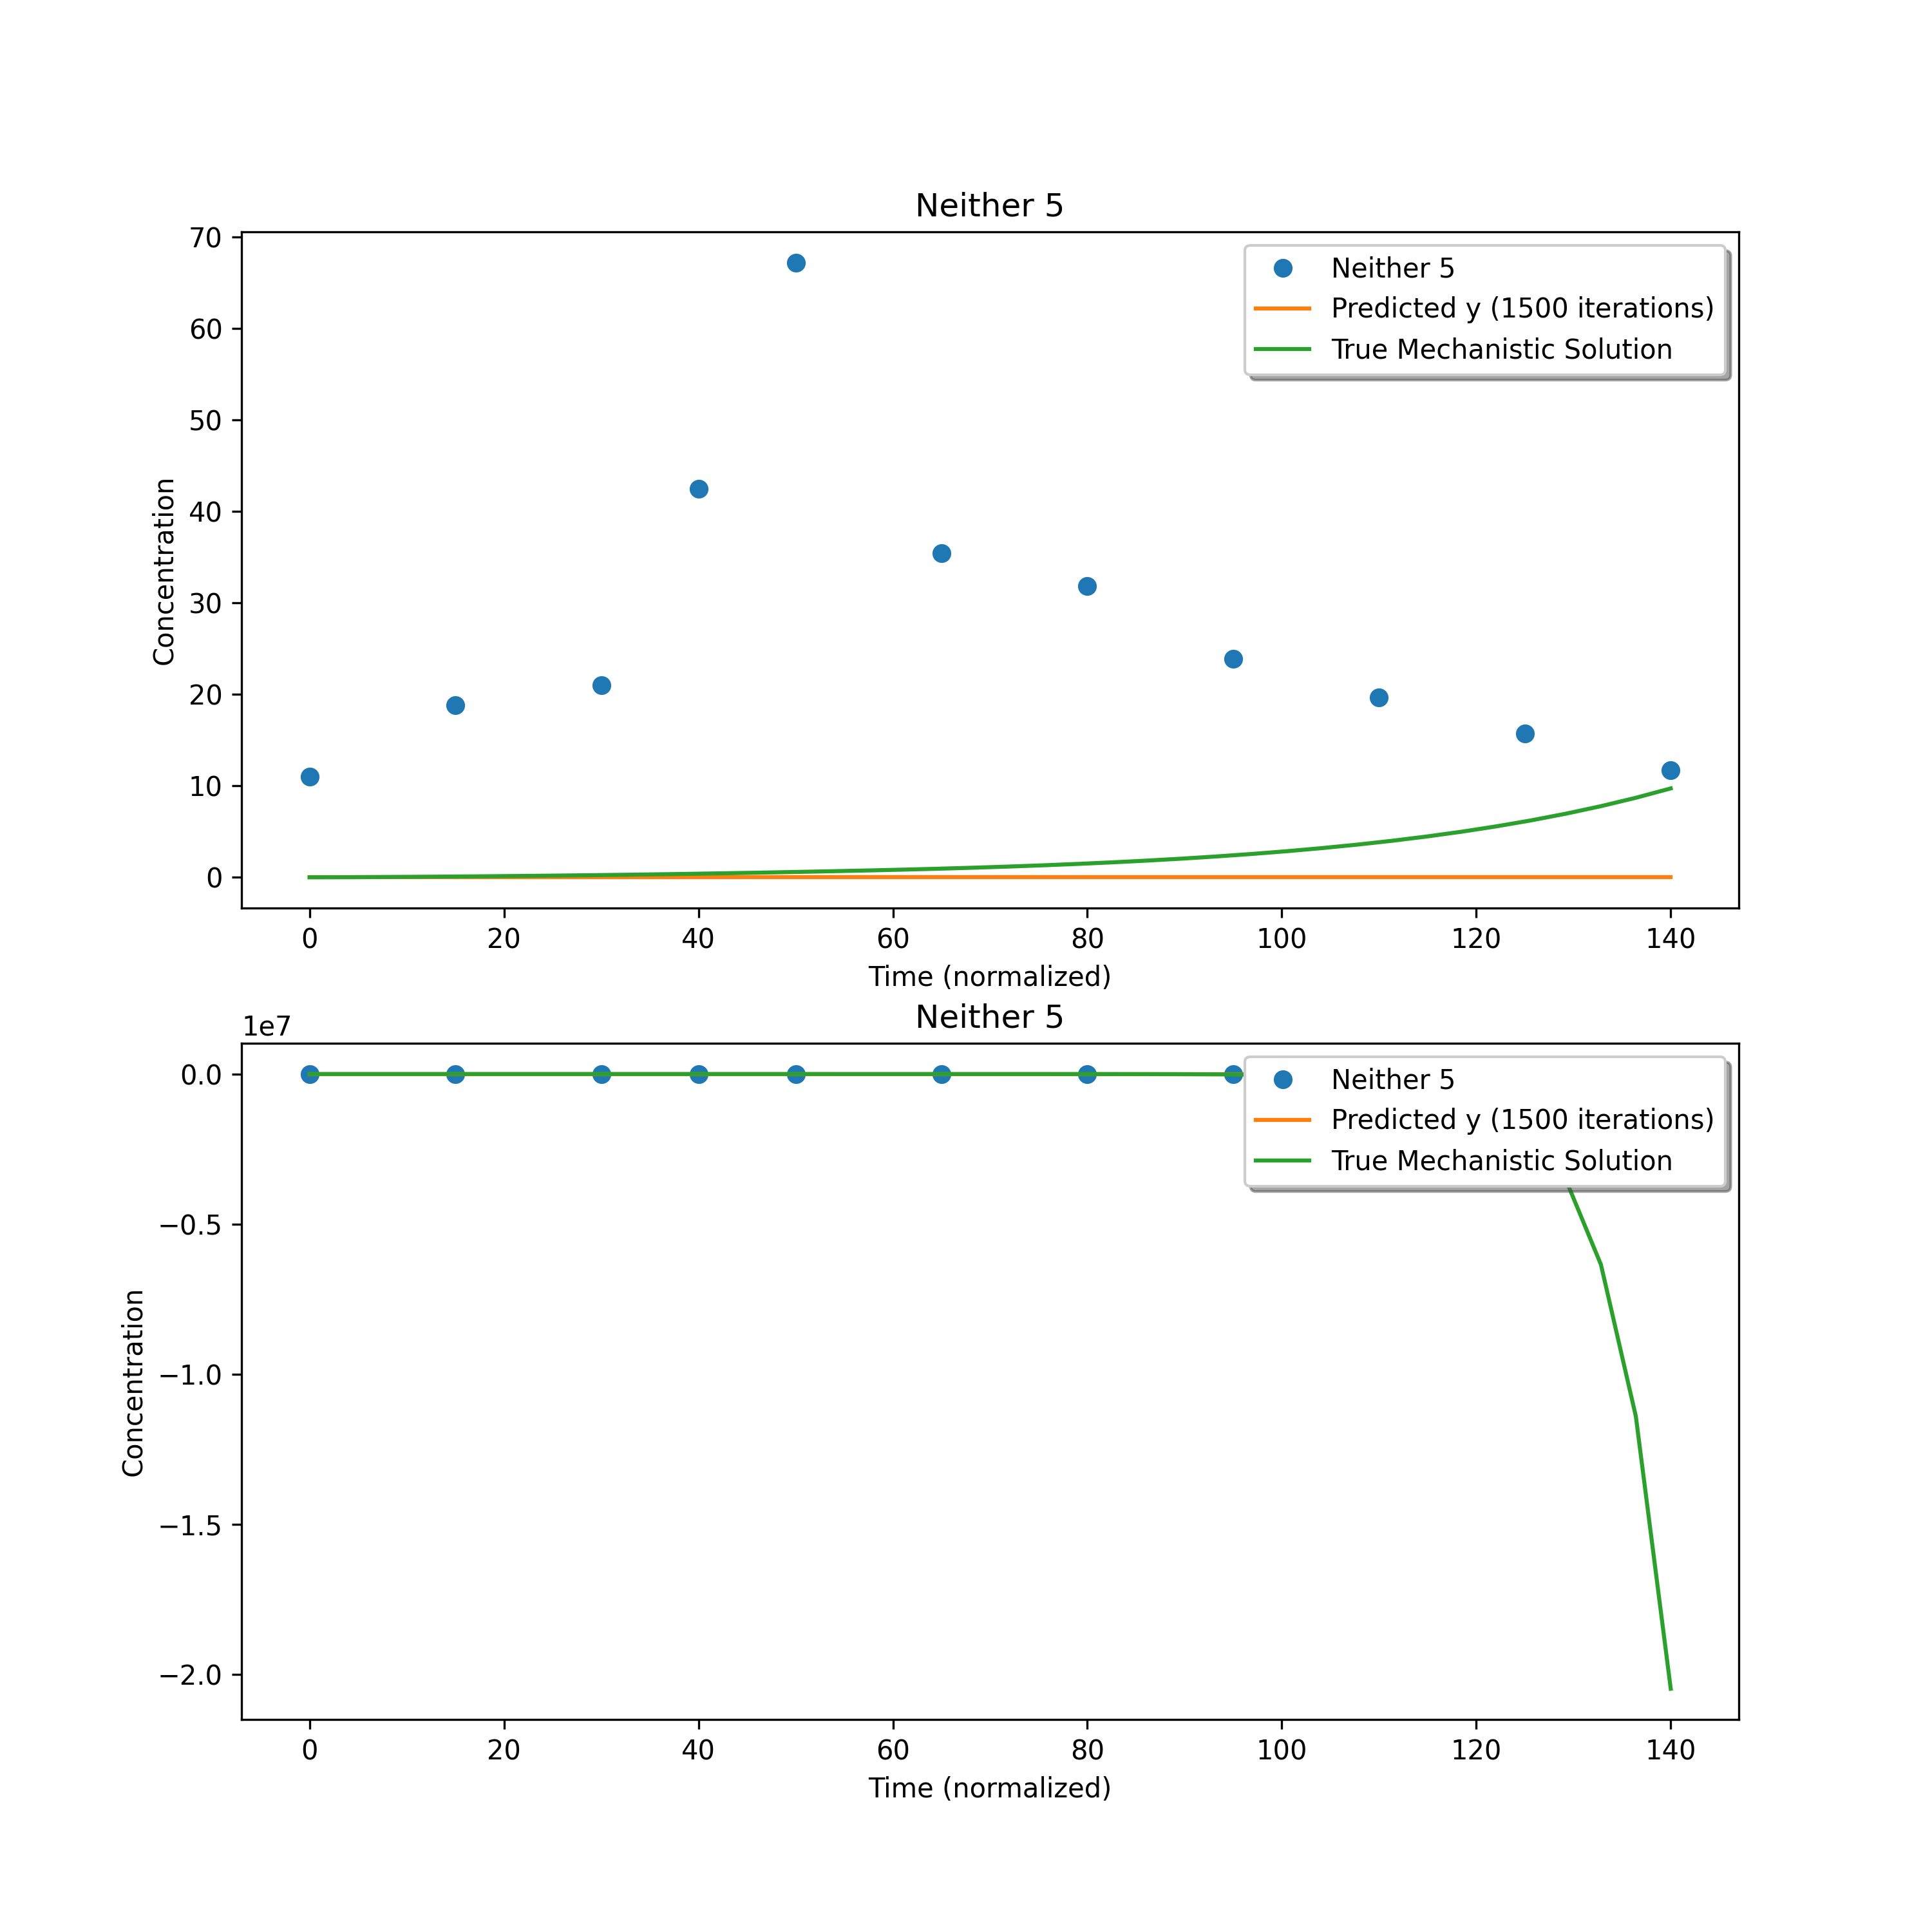 Neither 5
70
60
50
40
30
20
10
0
Concentration
Neither 5
Predicted y (1500 iterations)
True Mechanistic Solution
0 20 40 60 80 100 120 140
Time (normalized)
Neither 5
1e7
0.0
−0.5
−1.0
−1.5
−2.0
Concentration
Neither 5
Predicted y (1500 iterations)
True Mechanistic Solution
0 20 40 60 80 100 120 140
Time (normalized)